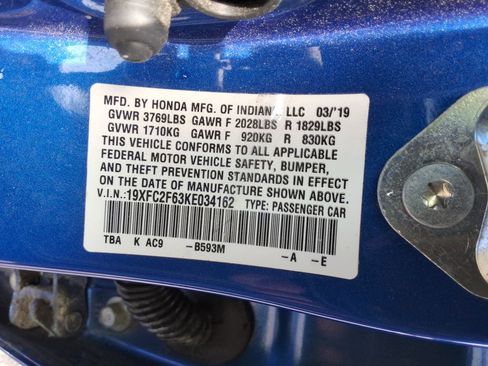 MFD. BY HONDA MFG. OF INDIANA LLC 03/'19
GVWR 3769LBS GAWR F 2028LBS R 1829LBS
GVWR 1710KG GAWR F 920KG R 830KG
THIS VEHICLE CONFORMS TO ALL APPLICABLE
FEDERAL MOTOR VEHICLE SAFETY, BUMPER,
AND THEFT PREVENTION STANDARDS IN EFFECT
ON THE DATE OF MANUFACTURE SHOWN ABOVE.
V.I.N.:19XFC2F63KE034162 TYPE: PASSENGER CAR
TBA K AC9 -B593M -A -E